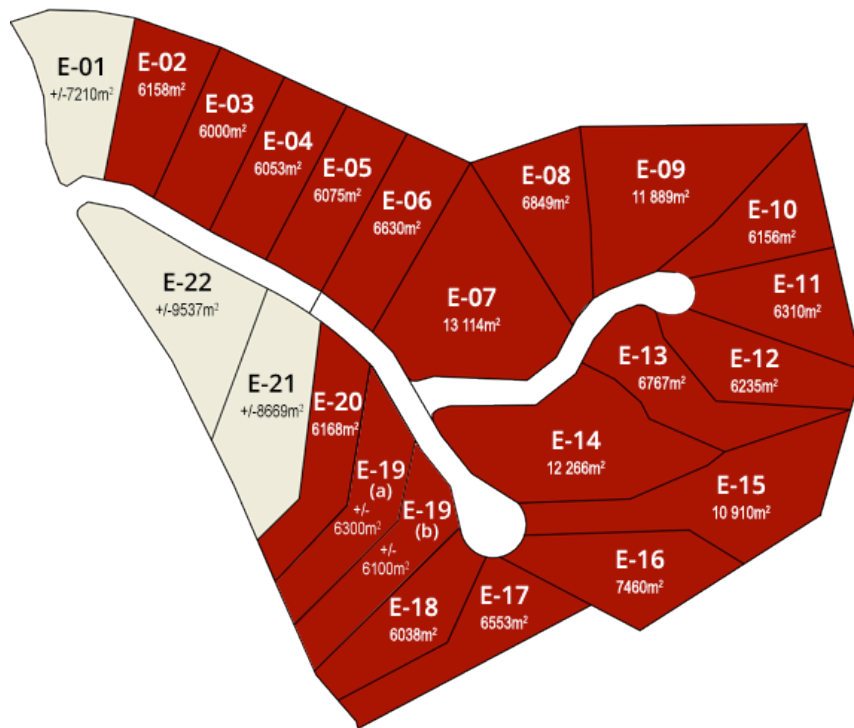 E-01
+/-7210m²
E-02
6158m²
E-03
6000m²
E-04
6053m²
E-05
6075m²
E-06
6630m²
E-07
13 114m²
E-08
6849m²
E-09
11 889m²
E-10
6156m²
E-11
6310m²
E-12
6235m²
E-13
6767m²
E-14
12 266m²
E-15
10 910m²
E-16
7460m²
E-17
6553m²
E-18
6038m²
E-19
(b)
+/-
6100m²
E-19
(a)
+/-
6300m²
E-20
6168m²
E-21
+/-8669m²
E-22
+/-9537m²